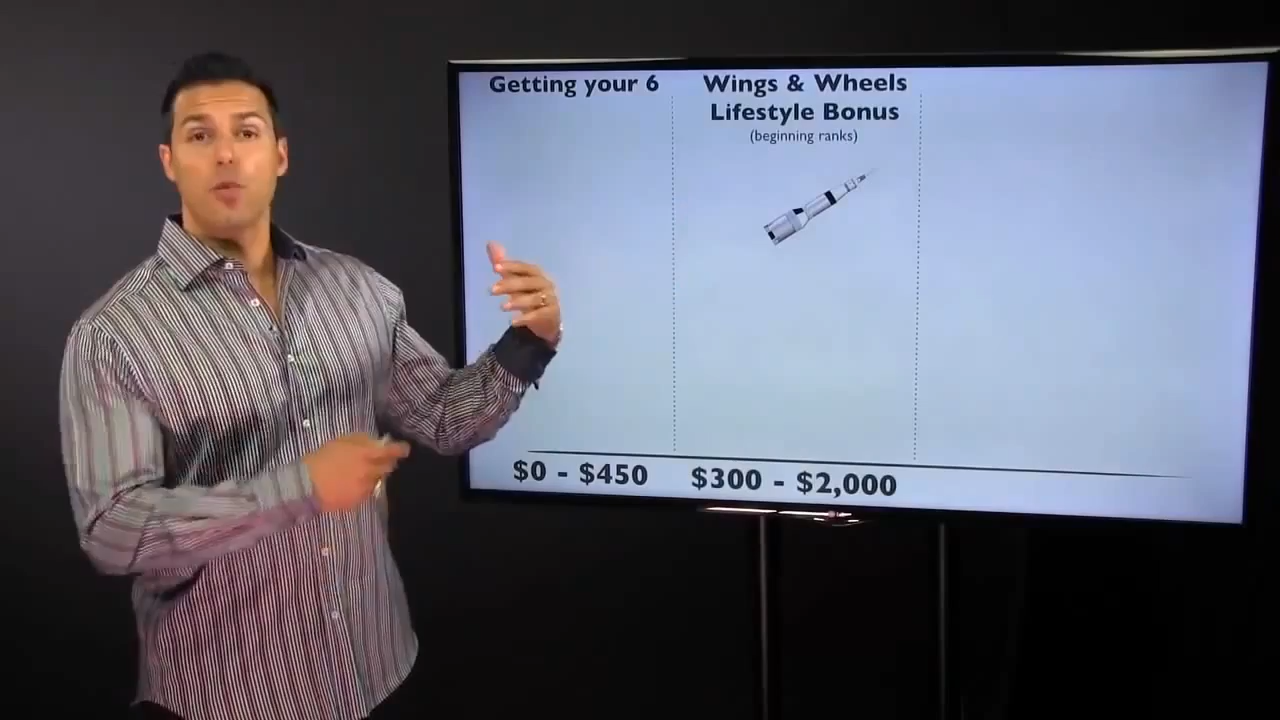 Getting your 6
Wings & Wheels
Lifestyle Bonus
(beginning ranks)
$0 - $450
$300 - $2,000